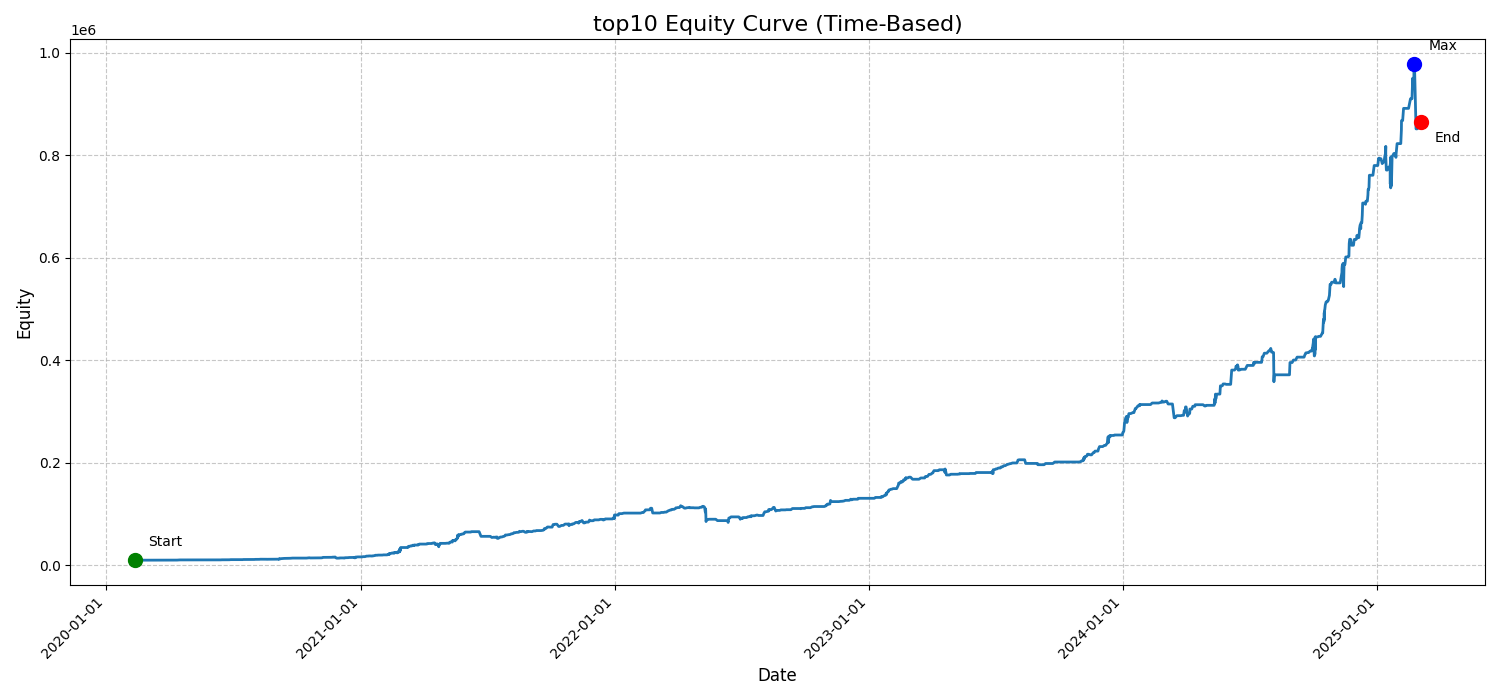 top10 Equity Curve (Time-Based)
1e6
1.0
0.8
0.6
0.4
0.2
0.0
Equity
Max
End
Start
2020-01-01
2021-01-01
2022-01-01
2023-01-01
2024-01-01
2025-01-01
Date